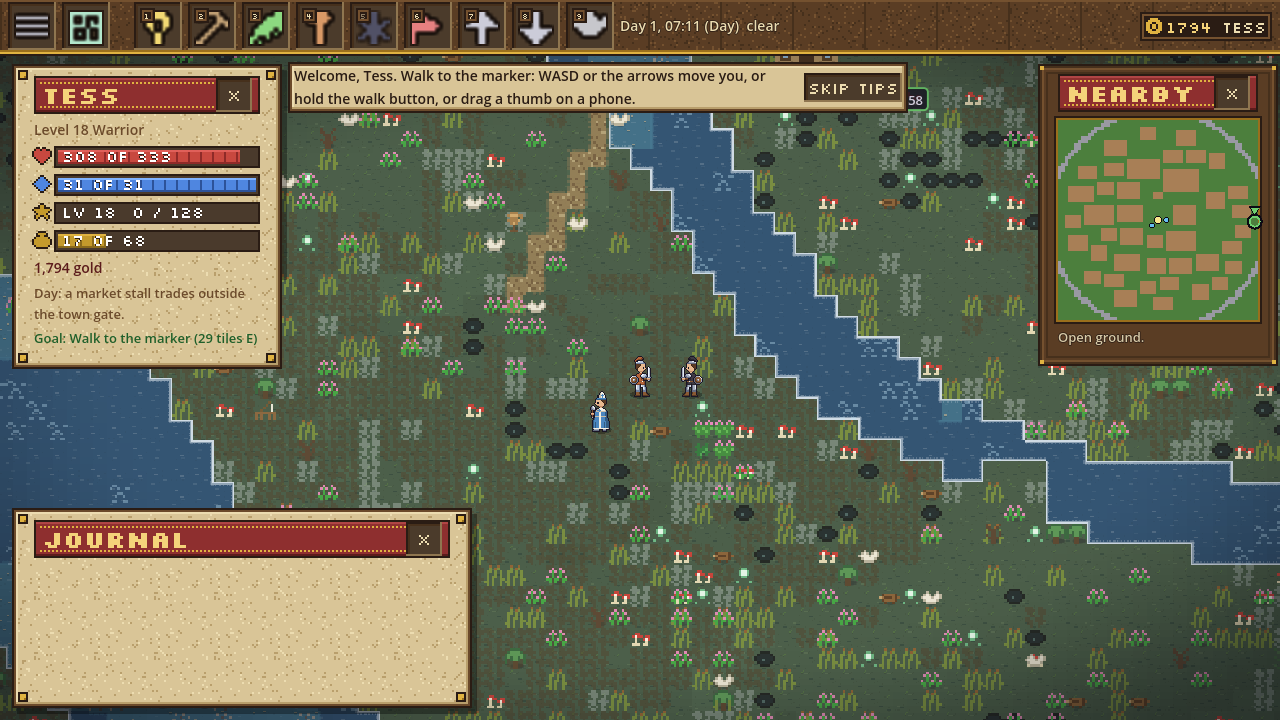 1 2 3 4 5 6 7 8 9
Day 1, 07:11 (Day) clear
1794 TESS
TESS X
Level 18 Warrior
308 OF 333
31 OF 31
LV 18 0 / 128
17 OF 68
1,794 gold
Day: a market stall trades outside
the town gate.
Goal: Walk to the marker (29 tiles E)
Welcome, Tess. Walk to the marker: WASD or the arrows move you, or
hold the walk button, or drag a thumb on a phone.
SKIP TIPS
58
NEARBY X
Open ground.
JOURNAL X